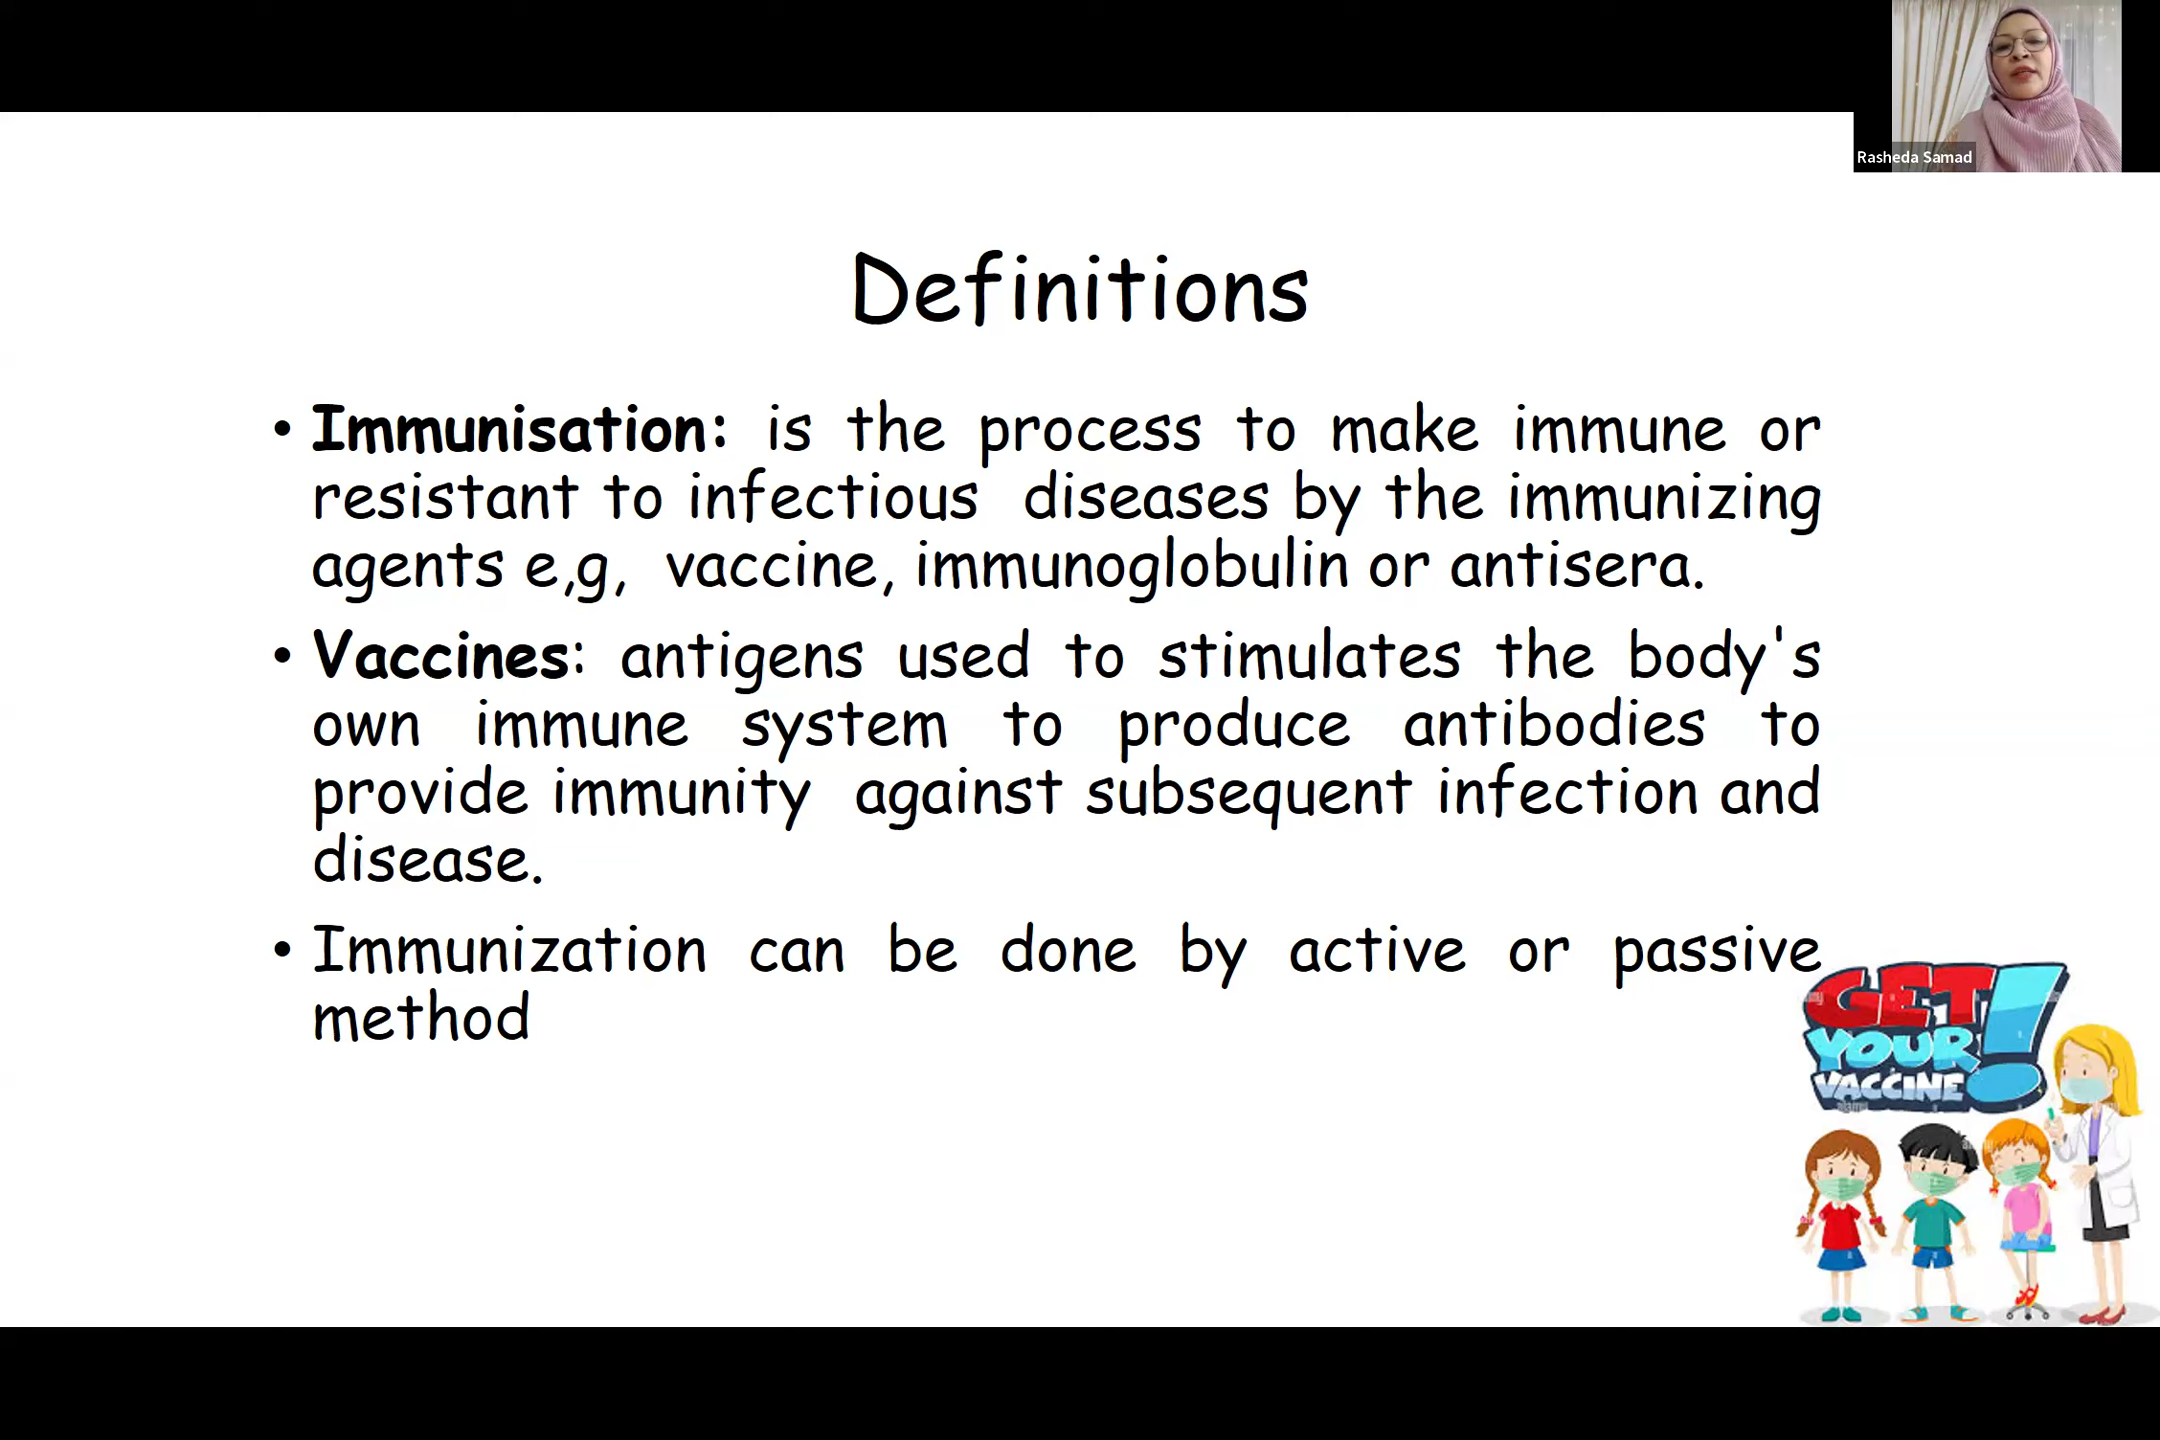 Rasheda Samad
Definitions
• Immunisation: is the process to make immune or
resistant to infectious diseases by the immunizing
agents e,g, vaccine, immunoglobulin or antisera.
• Vaccines: antigens used to stimulates the body's
own immune system to produce antibodies to
provide immunity against subsequent infection and
disease.
• Immunization can be done by active or passive
method
GET
YOUR
VACCINE!